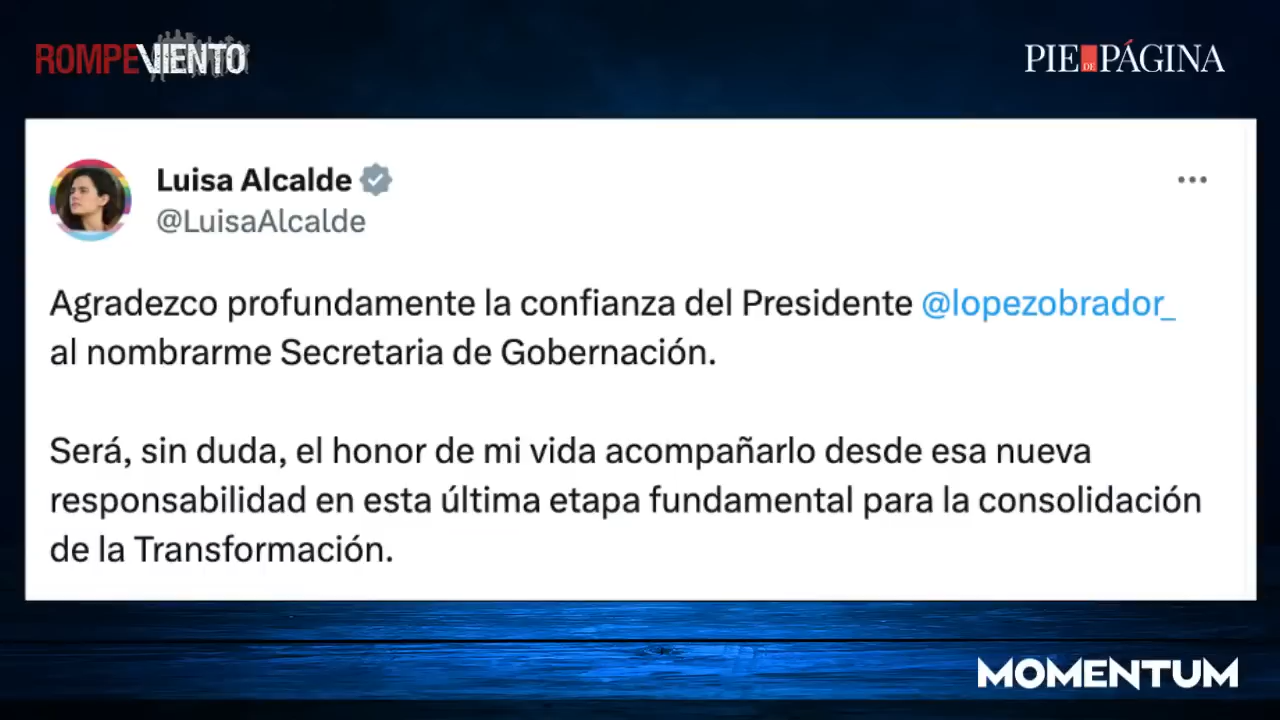 ROMPEVIENTO
PIE DE PÁGINA
Luisa Alcalde
@LuisaAlcalde
Agradezco profundamente la confianza del Presidente @lopezobrador_
al nombrarme Secretaria de Gobernación.
Será, sin duda, el honor de mi vida acompañarlo desde esa nueva
responsabilidad en esta última etapa fundamental para la consolidación
de la Transformación.
MOMENTUM